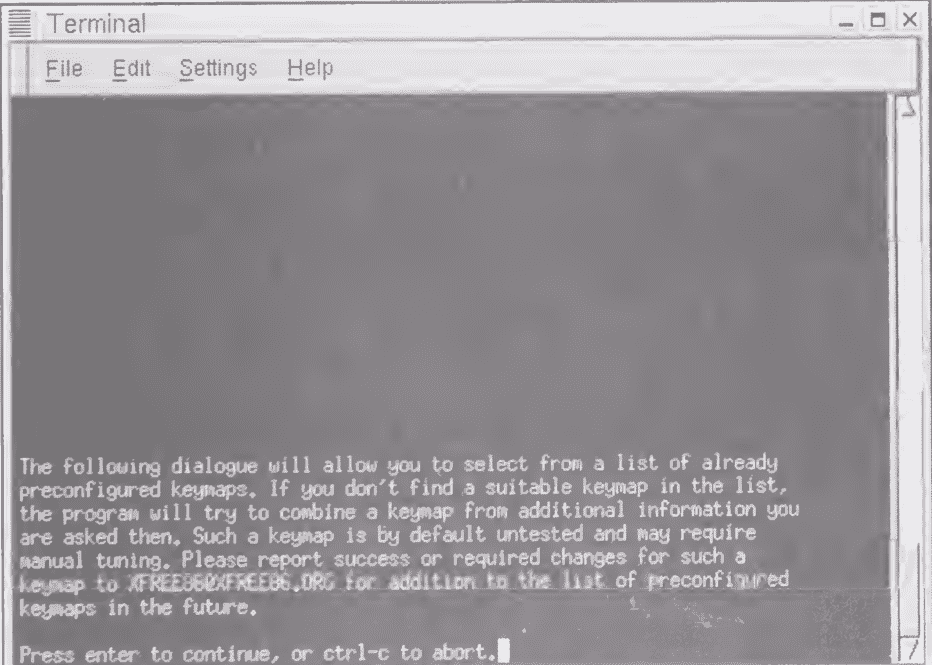 Terminal
File Edit Settings Help
The following dialogue will allow you to select from a list of already
preconfigured keymaps. If you don't find a suitable keymap in the list,
the program will try to combine a keymap from additional information you
are asked then. Such a keymap is by default untested and may require
manual tuning. Please report success or required changes for such a
keymap to XFREE86@XFREE86.ORG for addition to the list of preconfigured
keymaps in the future.
Press enter to continue, or ctrl-c to abort.